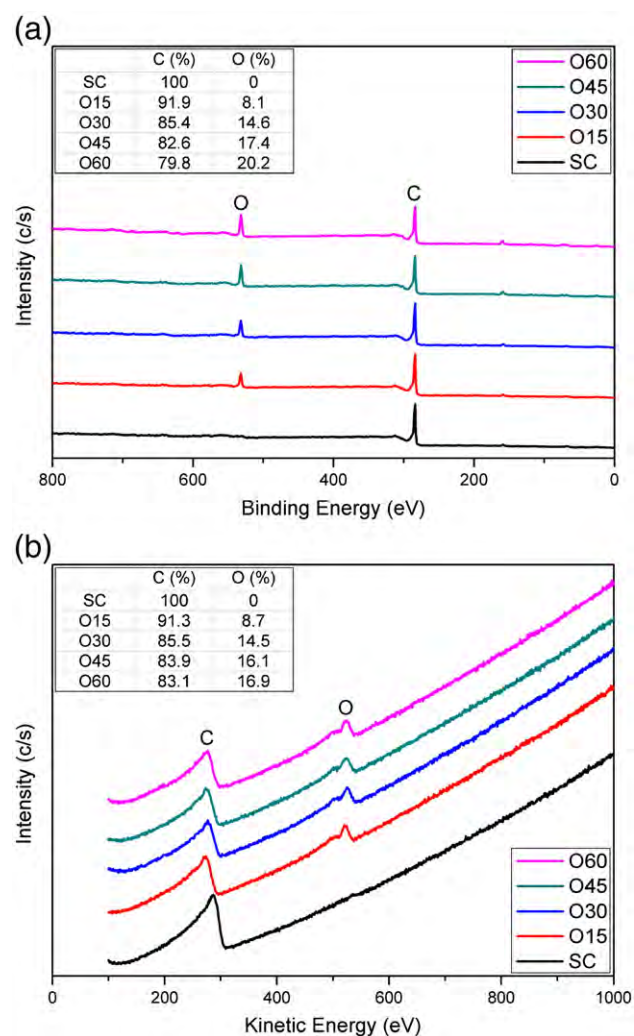 (a)
C (%) O (%)
SC 100 0
O15 91.9 8.1
O30 85.4 14.6
O45 82.6 17.4
O60 79.8 20.2
O60
O45
O30
O15
SC
O
C
Intensity (c/s)
800 600 400 200 0
Binding Energy (eV)
(b)
C (%) O (%)
SC 100 0
O15 91.3 8.7
O30 85.5 14.5
O45 83.9 16.1
O60 83.1 16.9
C
O
Intensity (c/s)
O60
O45
O30
O15
SC
0 200 400 600 800 1000
Kinetic Energy (eV)